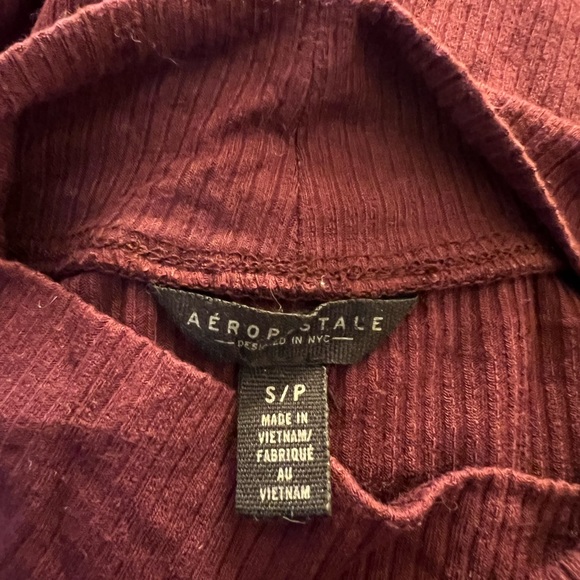 AÉROPOSTALE
DESIGNED IN NYC
S/P
MADE IN
VIETNAM/
FABRIQUÉ
AU
VIETNAM